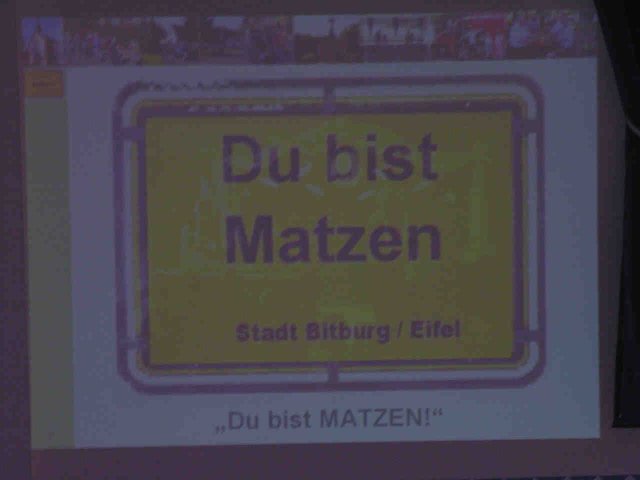 Du bist
Matzen
Stadt Bitburg / Eifel
„Du bist MATZEN!“